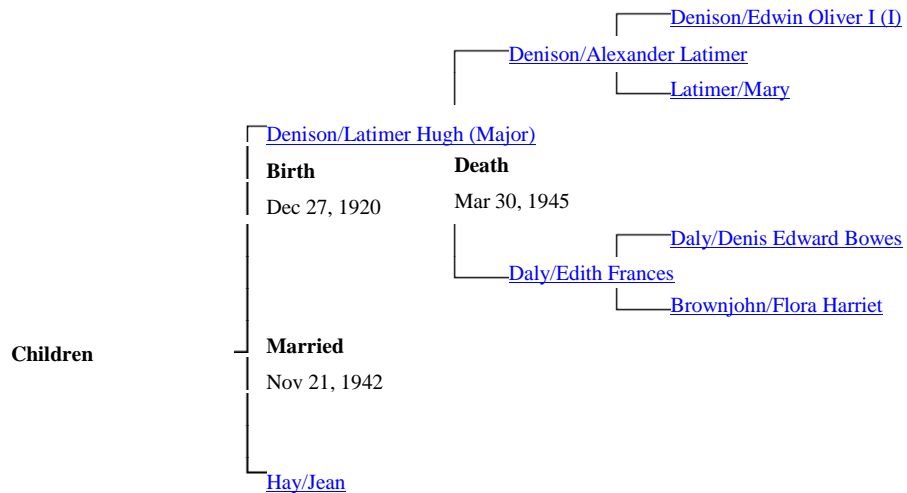 Denison/Edwin Oliver I (I)
Denison/Alexander Latimer
Latimer/Mary
Denison/Latimer Hugh (Major)
Birth Death
Dec 27, 1920 Mar 30, 1945
Daly/Denis Edward Bowes
Daly/Edith Frances
Brownjohn/Flora Harriet
Children Married
Nov 21, 1942
Hay/Jean